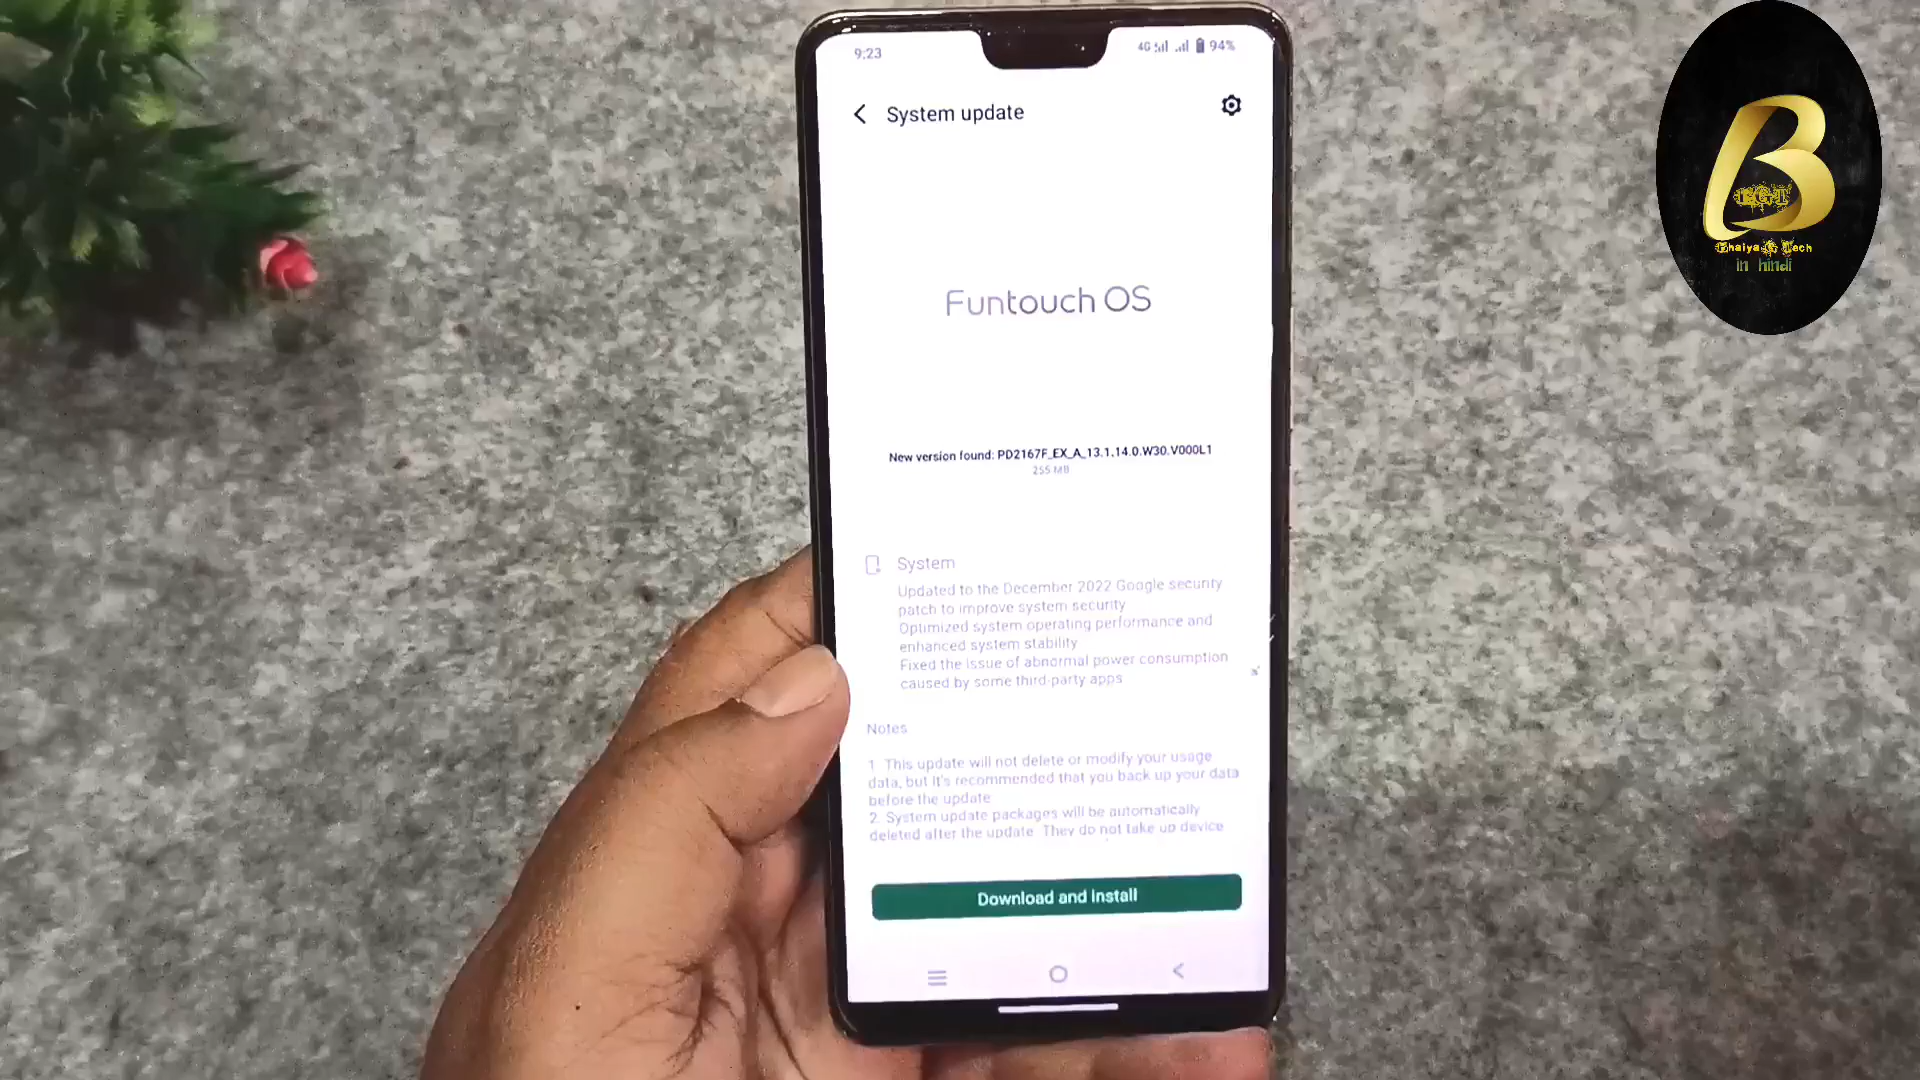 9:23
4G 94%
System update
Funtouch OS
New version found: PD2167F_EX_A_13.1.14.0.W30.V000L1
255 MB
System
Updated to the December 2022 Google security
patch to improve system security
Optimized system operating performance and
enhanced system stability
Fixed the issue of abnormal power consumption
caused by some third-party apps
Notes
1. This update will not delete or modify your usage
data, but it's recommended that you back up your data
before the update
2. System update packages will be automatically
deleted after the update. They do not take up device
Download and install
B
Tech
in hindi